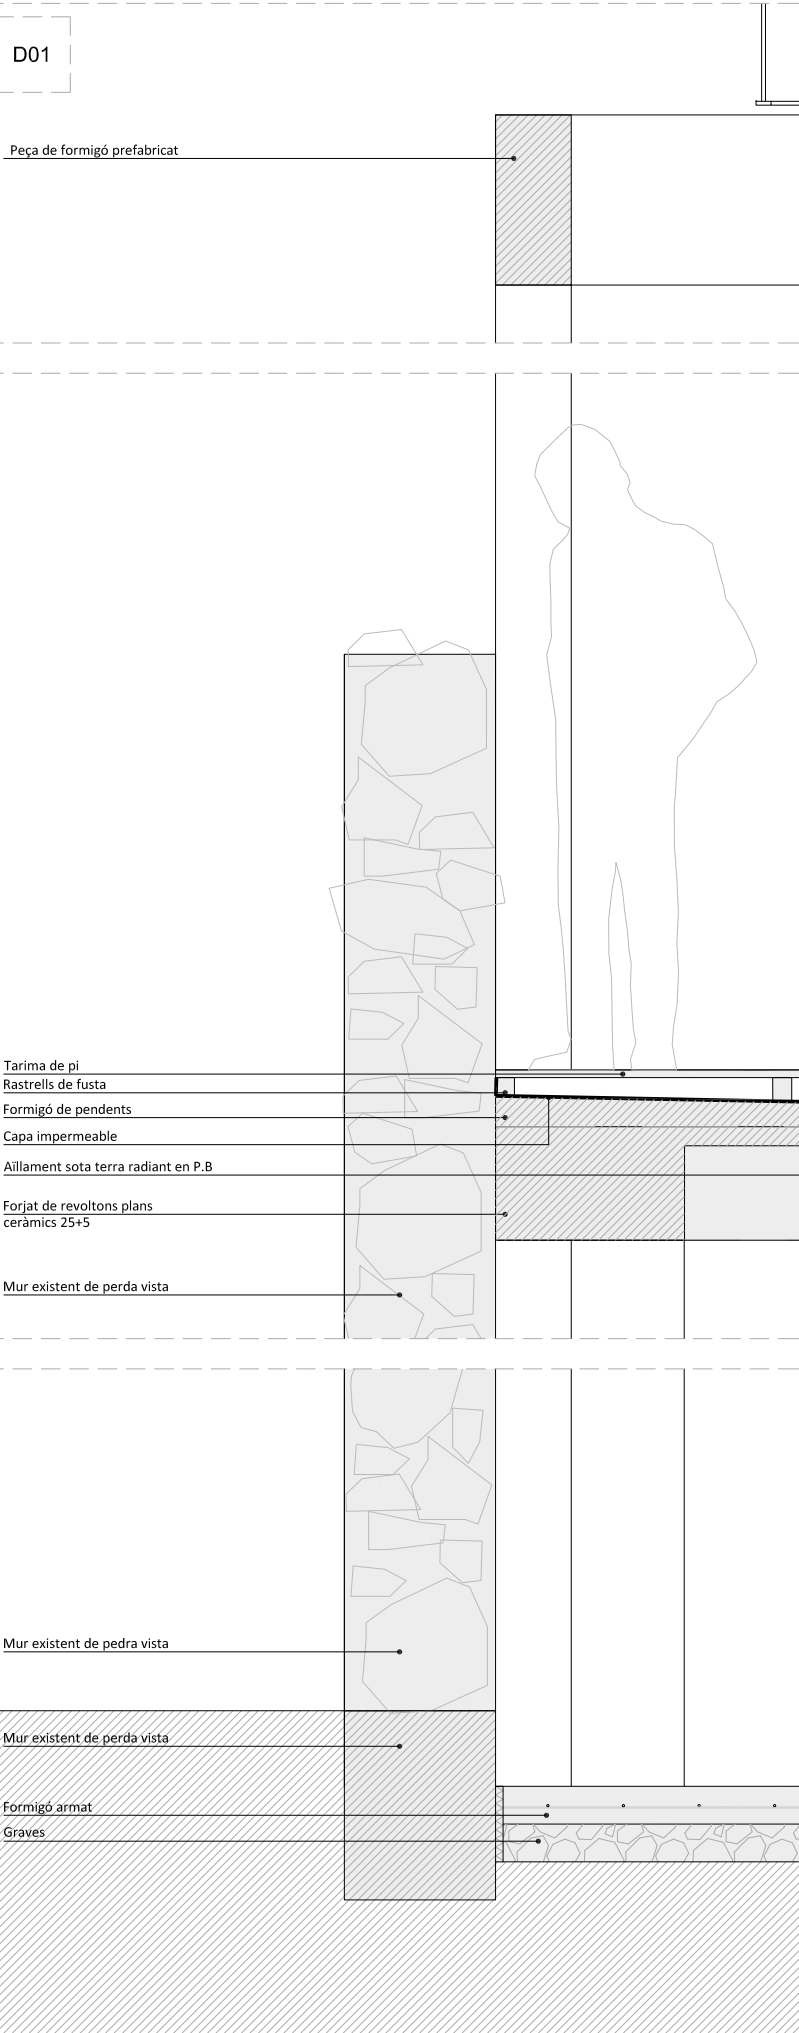 D01
Peça de formigó prefabricat
Tarima de pi
Rastrells de fusta
Formigó de pendents
Capa impermeable
Aïllament sota terra radiant en P.B
Forjat de revoltons plans
ceràmics 25+5
Mur existent de perda vista
Mur existent de pedra vista
Mur existent de perda vista
Formigó armat
Graves